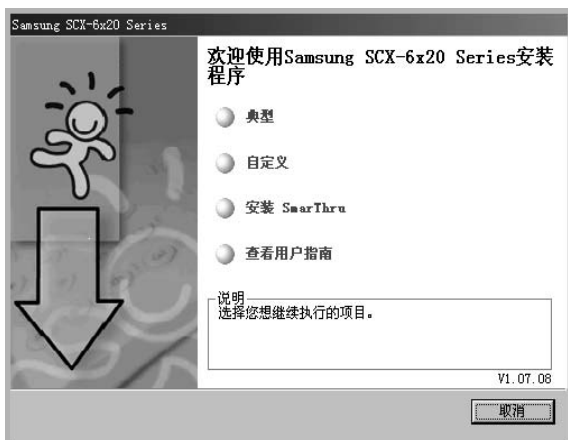 Samsung SCX-6x20 Series
欢迎使用Samsung SCX-6x20 Series安装
程序
典型
自定义
安装 SmarThru
查看用户指南
说明
选择您想继续执行的项目。
V1.07.08
取消